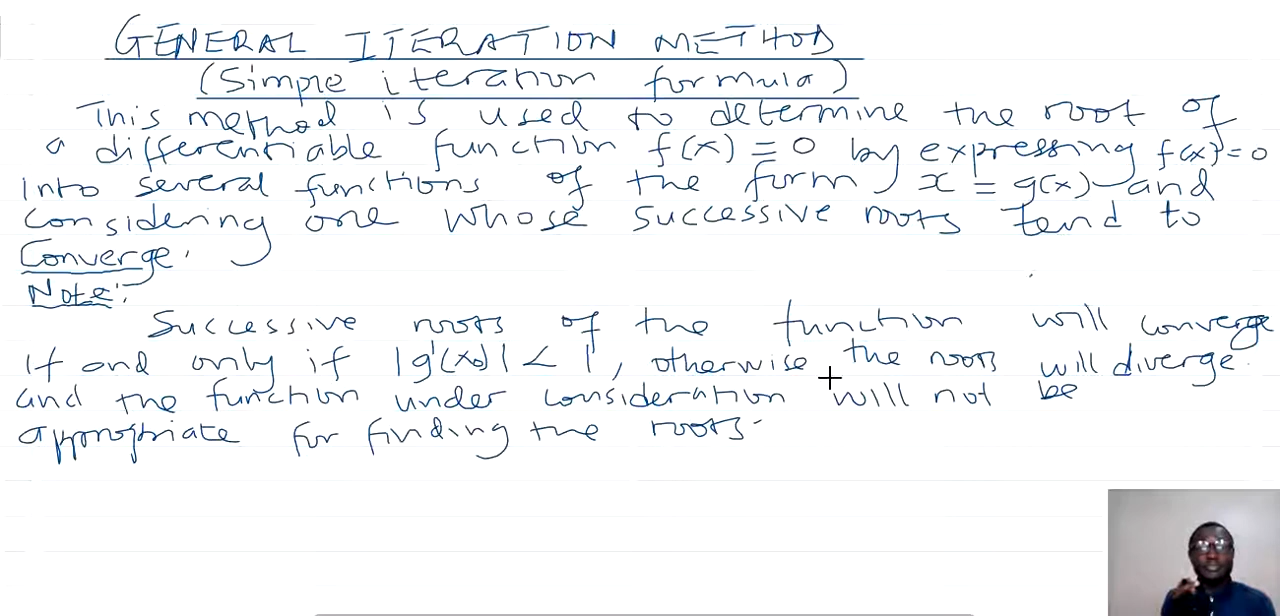 GENERAL ITERATION METHOD
(Simple iteration formula)
This method is used to determine the root of
a differentiable function f(x) = 0 by expressing f(x) = 0
into several functions of the form x = g(x) and
considering one whose successive roots tend to
Converge.
Note:
Successive roots of the function will converge
if and only if |g'(x₀)| < 1, otherwise the roots will diverge.
and the function under consideration will not be
appropriate for finding the roots.